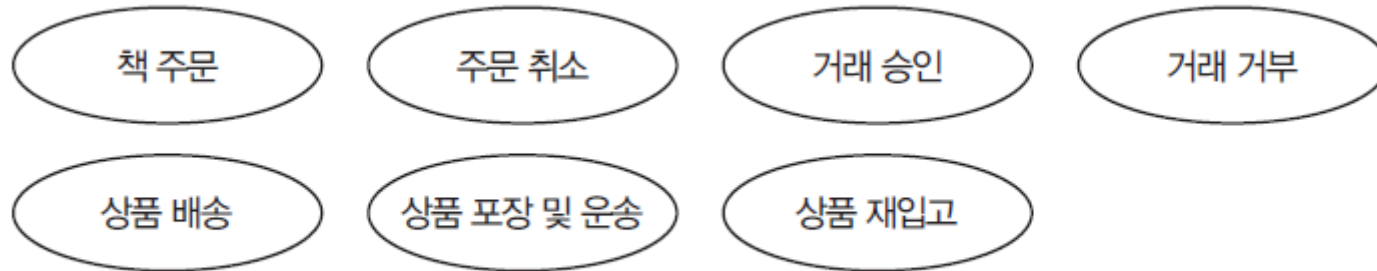 책 주문
주문 취소
거래 승인
거래 거부
상품 배송
상품 포장 및 운송
상품 재입고